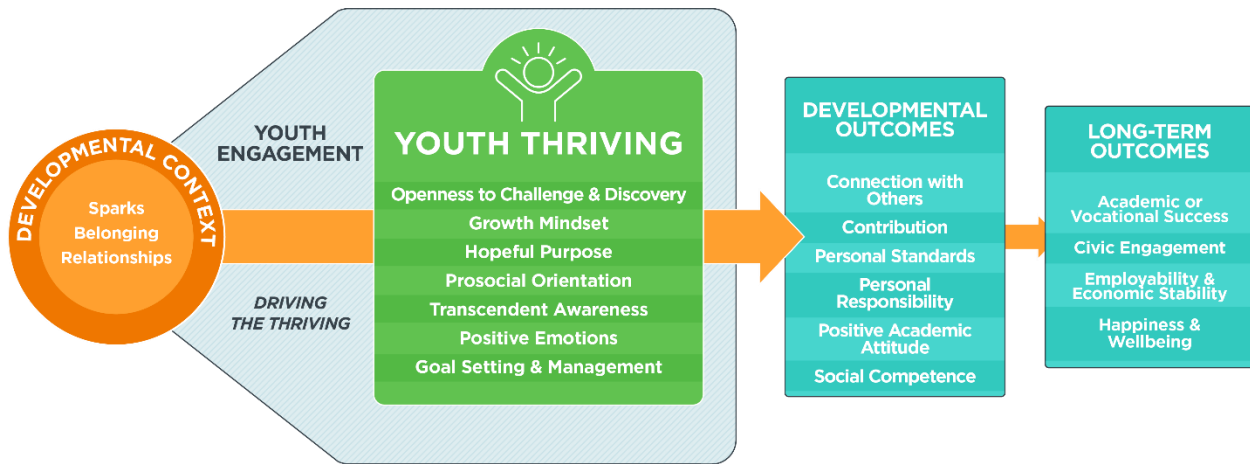 DEVELOPMENTAL CONTEXT
Sparks
Belonging
Relationships
YOUTH
ENGAGEMENT
DRIVING
THE THRIVING
YOUTH THRIVING
Openness to Challenge & Discovery
Growth Mindset
Hopeful Purpose
Prosocial Orientation
Transcendent Awareness
Positive Emotions
Goal Setting & Management
DEVELOPMENTAL
OUTCOMES
Connection with
Others
Contribution
Personal Standards
Personal
Responsibility
Positive Academic
Attitude
Social Competence
LONG-TERM
OUTCOMES
Academic or
Vocational Success
Civic Engagement
Employability &
Economic Stability
Happiness &
Wellbeing